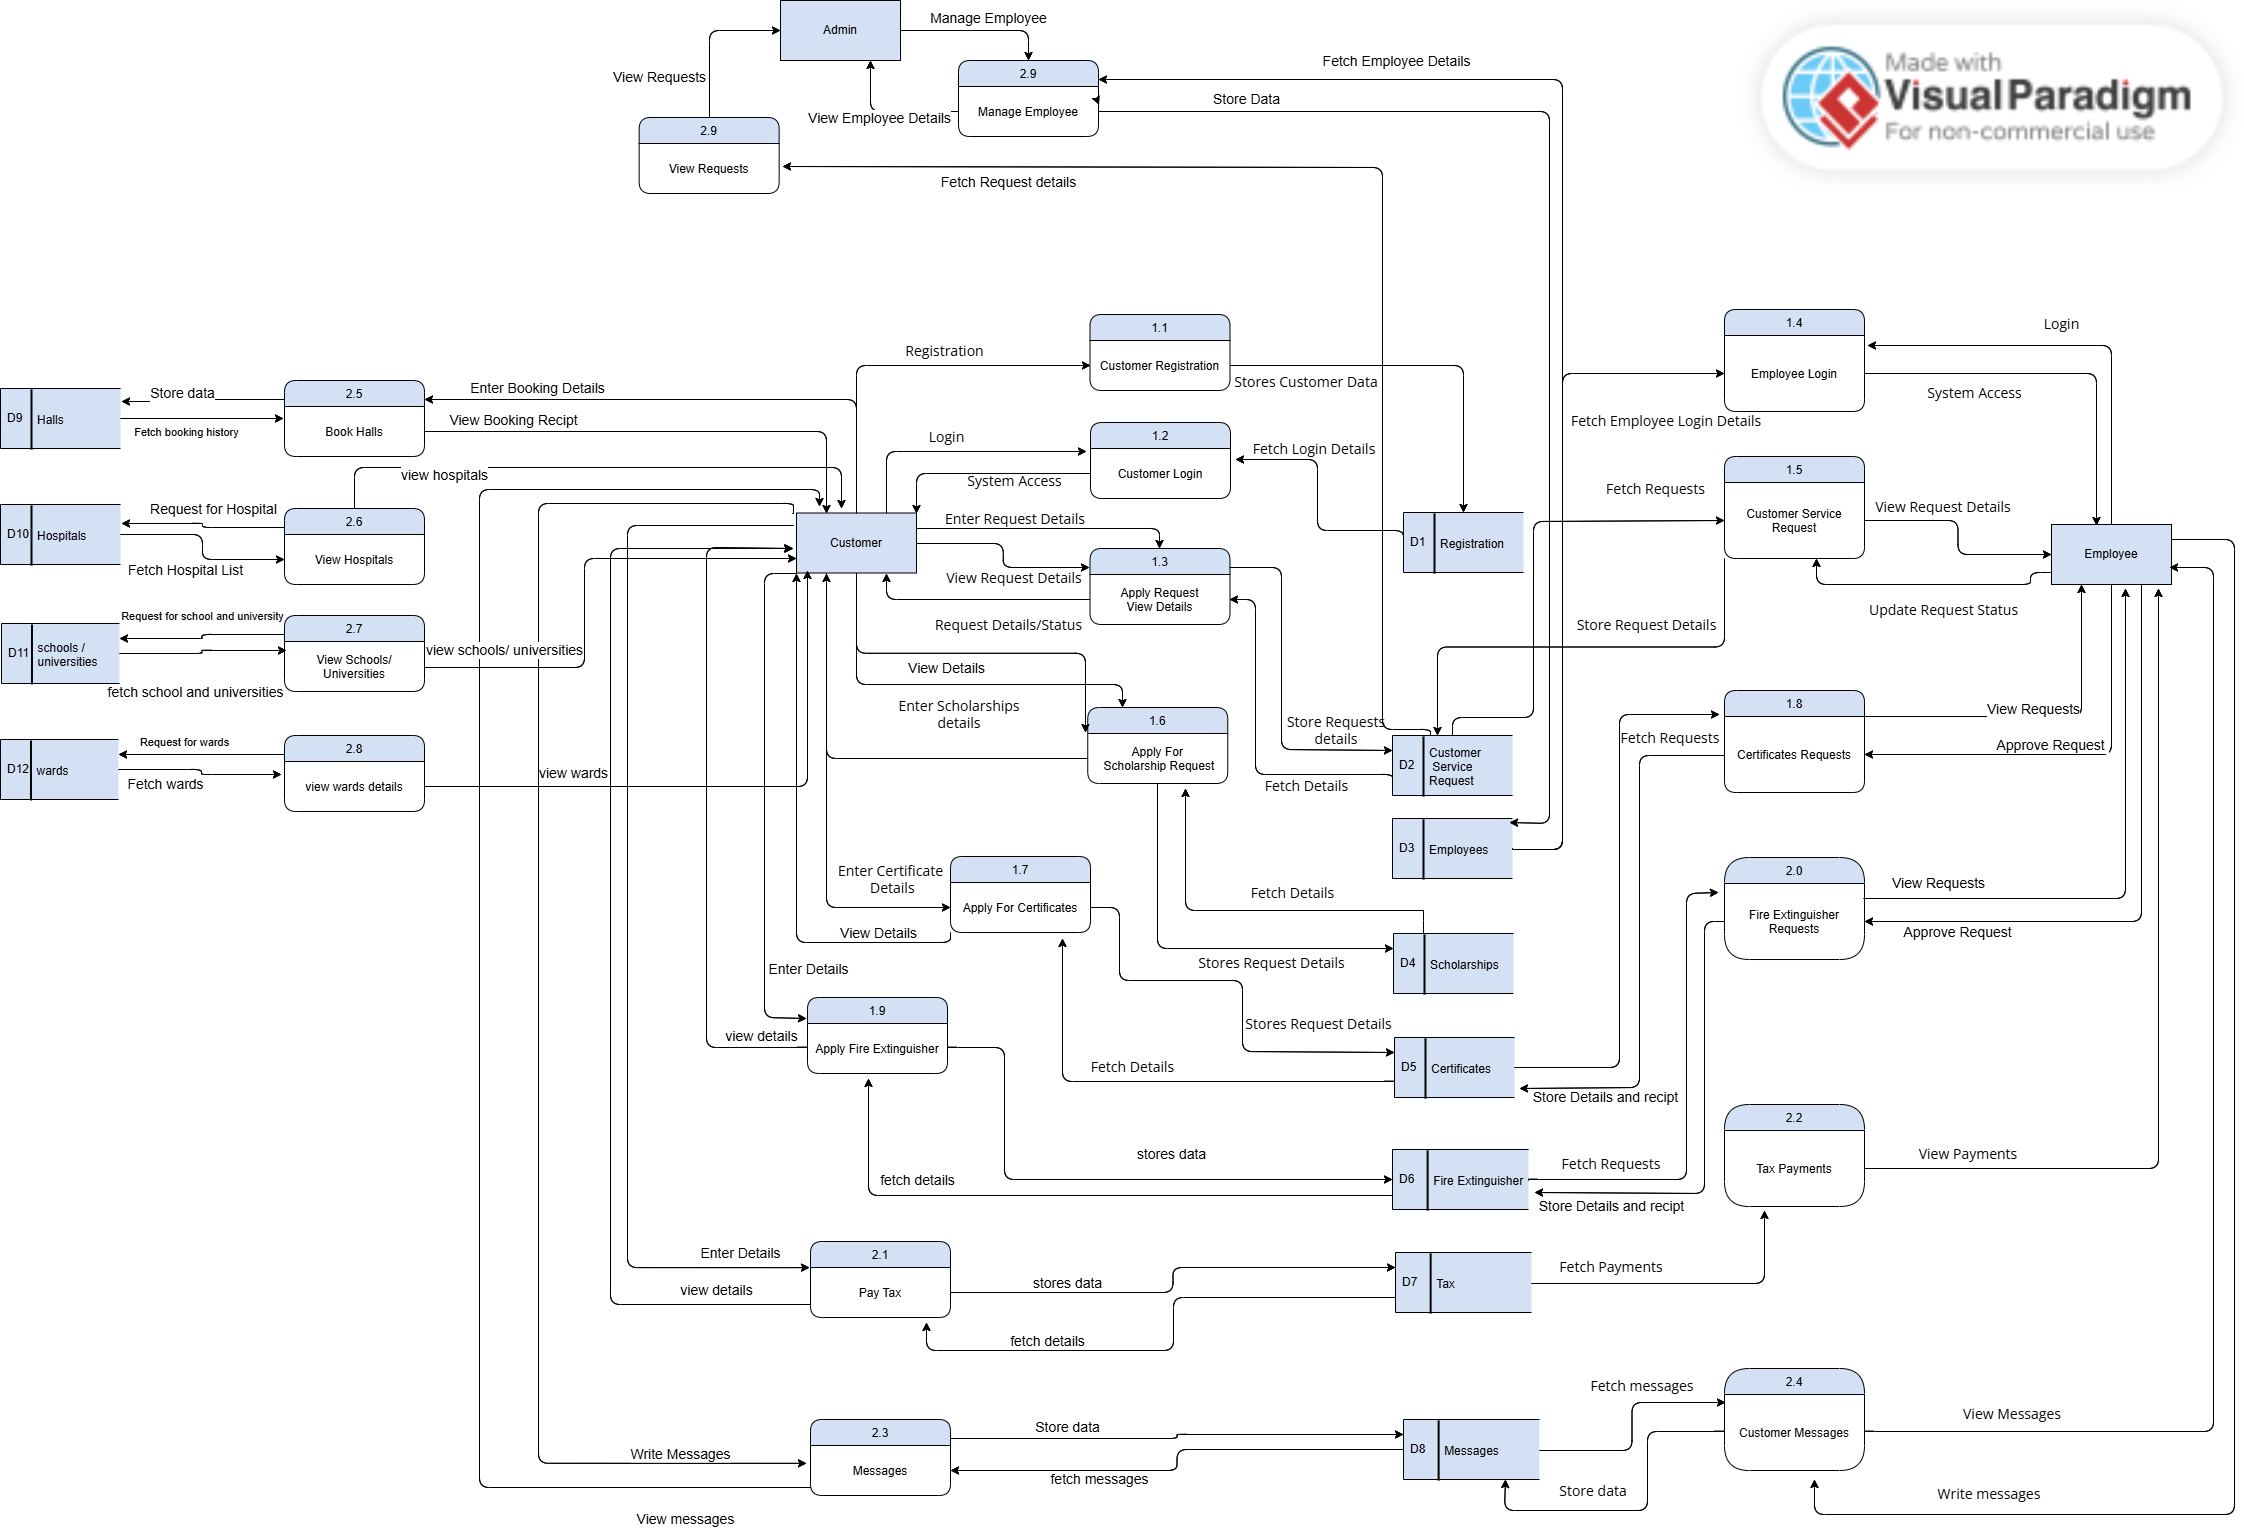 Admin
Manage Employee
Made with
Visual Paradigm
For non-commercial use
View Requests
2.9
Manage Employee
View Employee Details
Fetch Employee Details
Store Data
2.9
View Requests
Fetch Request details
1.1
Customer Registration
Registration
Stores Customer Data
1.4
Employee Login
Login
System Access
Fetch Employee Login Details
D9
Halls
Store data
Fetch booking history
2.5
Book Halls
Enter Booking Details
View Booking Recipt
1.2
Customer Login
Login
System Access
Fetch Login Details
view hospitals
1.5
Customer Service
Request
Fetch Requests
View Request Details
Update Request Status
Store Request Details
D10
Hospitals
Request for Hospital
Fetch Hospital List
2.6
View Hospitals
Customer
Enter Request Details
View Request Details
Request Details/Status
1.3
Apply Request
View Details
D1
Registration
Employee
D11
schools /
universities
Request for school and university
fetch school and universities
2.7
View Schools/
Universities
view schools/ universities
View Details
Enter Scholarships
details
1.6
Apply For
Scholarship Request
Store Requests
details
Fetch Details
D2
Customer
Service
Request
1.8
Certificates Requests
Fetch Requests
View Requests
Approve Request
D12
wards
Request for wards
Fetch wards
2.8
view wards details
view wards
D3
Employees
Enter Certificate
Details
1.7
Apply For Certificates
View Details
Fetch Details
2.0
Fire Extinguisher
Requests
View Requests
Approve Request
D4
Scholarships
Stores Request Details
Enter Details
1.9
Apply Fire Extinguisher
view details
Stores Request Details
Fetch Details
D5
Certificates
Store Details and recipt
2.2
Tax Payments
View Payments
stores data
fetch details
D6
Fire Extinguisher
Fetch Requests
Store Details and recipt
Enter Details
view details
2.1
Pay Tax
stores data
fetch details
D7
Tax
Fetch Payments
Write Messages
2.3
Messages
Store data
fetch messages
D8
Messages
Fetch messages
Store data
2.4
Customer Messages
View Messages
Write messages
View messages